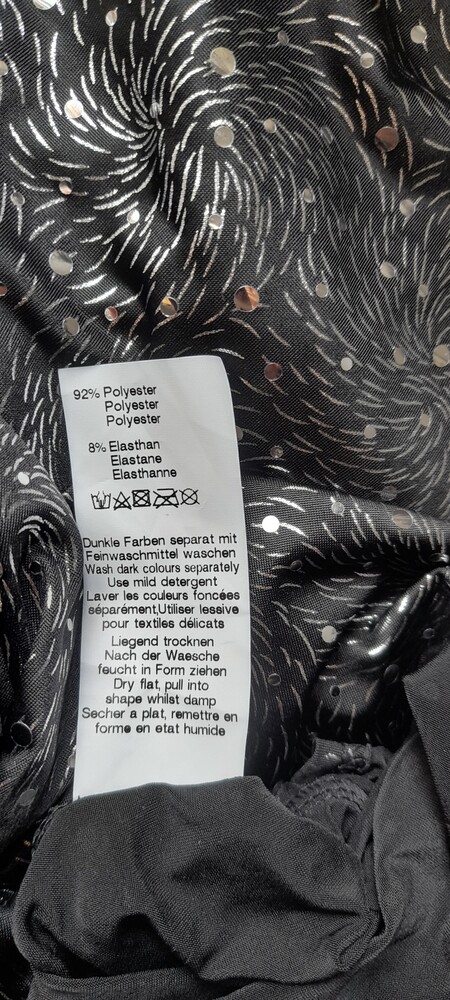 92% Polyester
Polyester
Polyester
8% Elasthan
Elastane
Elasthanne
Dunkle Farben separat mit
Feinwaschmittel waschen
Wash dark colours separately
Use mild detergent
Laver les couleurs foncées
séparément,Utiliser lessive
pour textiles délicats
Liegend trocknen
Nach der Waesche
feucht in Form ziehen
Dry flat, pull into
shape whilst damp
Secher a plat, remettre en
forme en etat humide